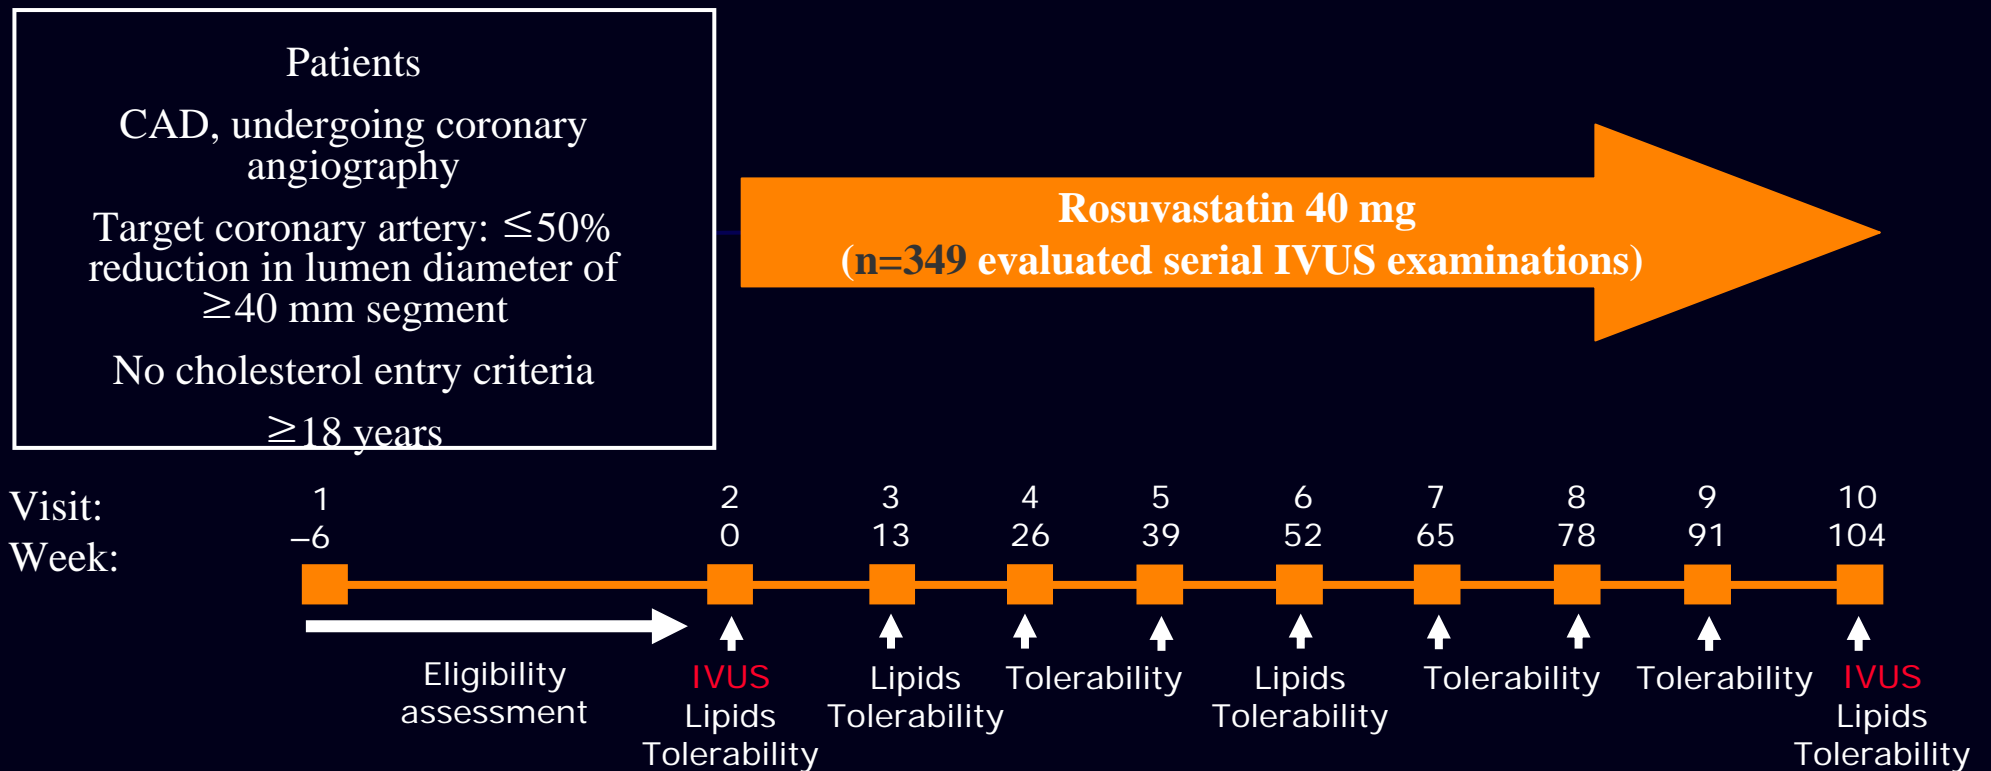 Patients
CAD, undergoing coronary
angiography
Target coronary artery: ≤50%
reduction in lumen diameter of
≥40 mm segment
No cholesterol entry criteria
≥18 years
Rosuvastatin 40 mg
(n=349 evaluated serial IVUS examinations)
Visit: 1 2 3 4 5 6 7 8 9 10
Week: –6 0 13 26 39 52 65 78 91 104
Eligibility
assessment
IVUS
Lipids
Tolerability
Lipids
Tolerability
Tolerability
Lipids
Tolerability
Tolerability
Tolerability
IVUS
Lipids
Tolerability